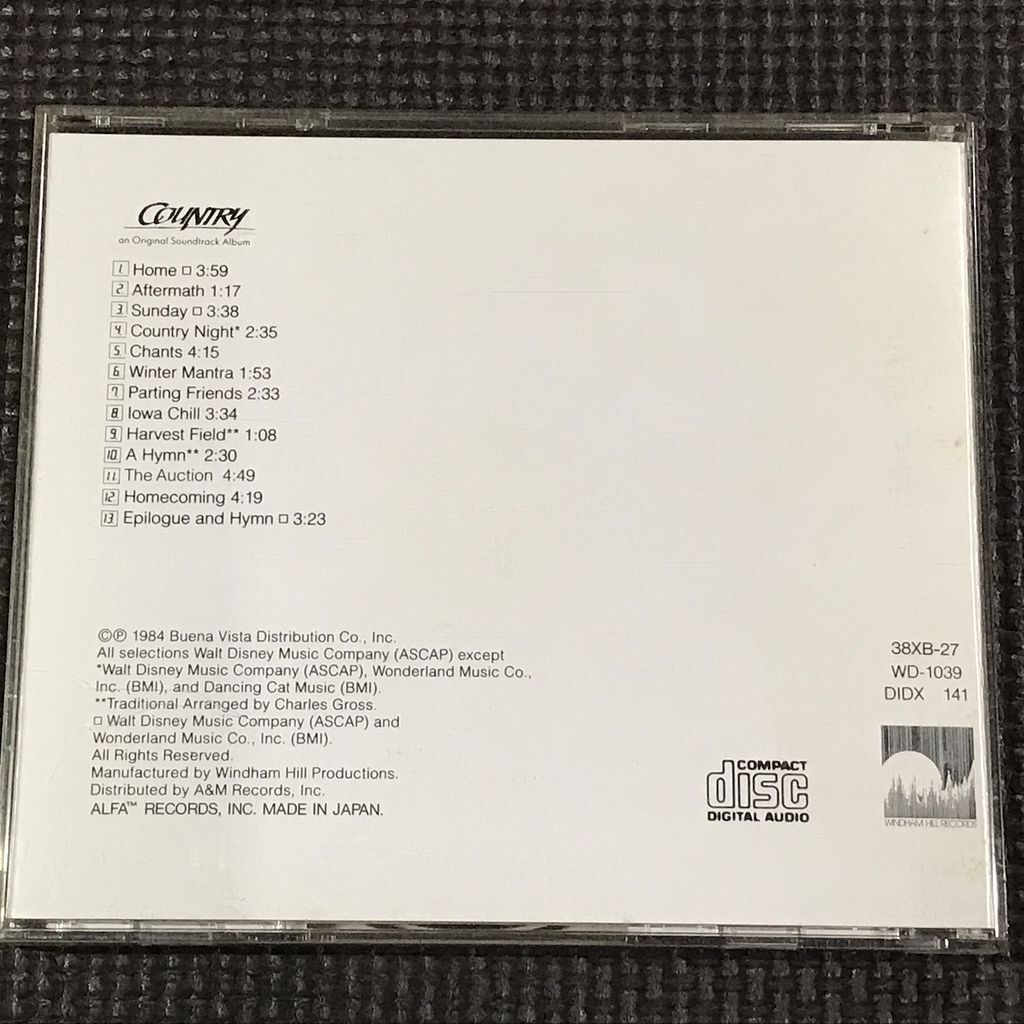 COUNTRY
an Original Soundtrack Album
1 Home □ 3:59
2 Aftermath 1:17
3 Sunday □ 3:38
4 Country Night* 2:35
5 Chants 4:15
6 Winter Mantra 1:53
7 Parting Friends 2:33
8 Iowa Chill 3:34
9 Harvest Field** 1:08
10 A Hymn** 2:30
11 The Auction 4:49
12 Homecoming 4:19
13 Epilogue and Hymn □ 3:23
©℗ 1984 Buena Vista Distribution Co., Inc.
All selections Walt Disney Music Company (ASCAP) except
*Walt Disney Music Company (ASCAP), Wonderland Music Co.,
Inc. (BMI), and Dancing Cat Music (BMI).
**Traditional Arranged by Charles Gross.
□ Walt Disney Music Company (ASCAP) and
Wonderland Music Co., Inc. (BMI).
All Rights Reserved.
Manufactured by Windham Hill Productions.
Distributed by A&M Records, Inc.
ALFA™ RECORDS, INC. MADE IN JAPAN.
38XB-27
WD-1039
DIDX 141
COMPACT
disc
DIGITAL AUDIO
WINDHAM HILL RECORDS